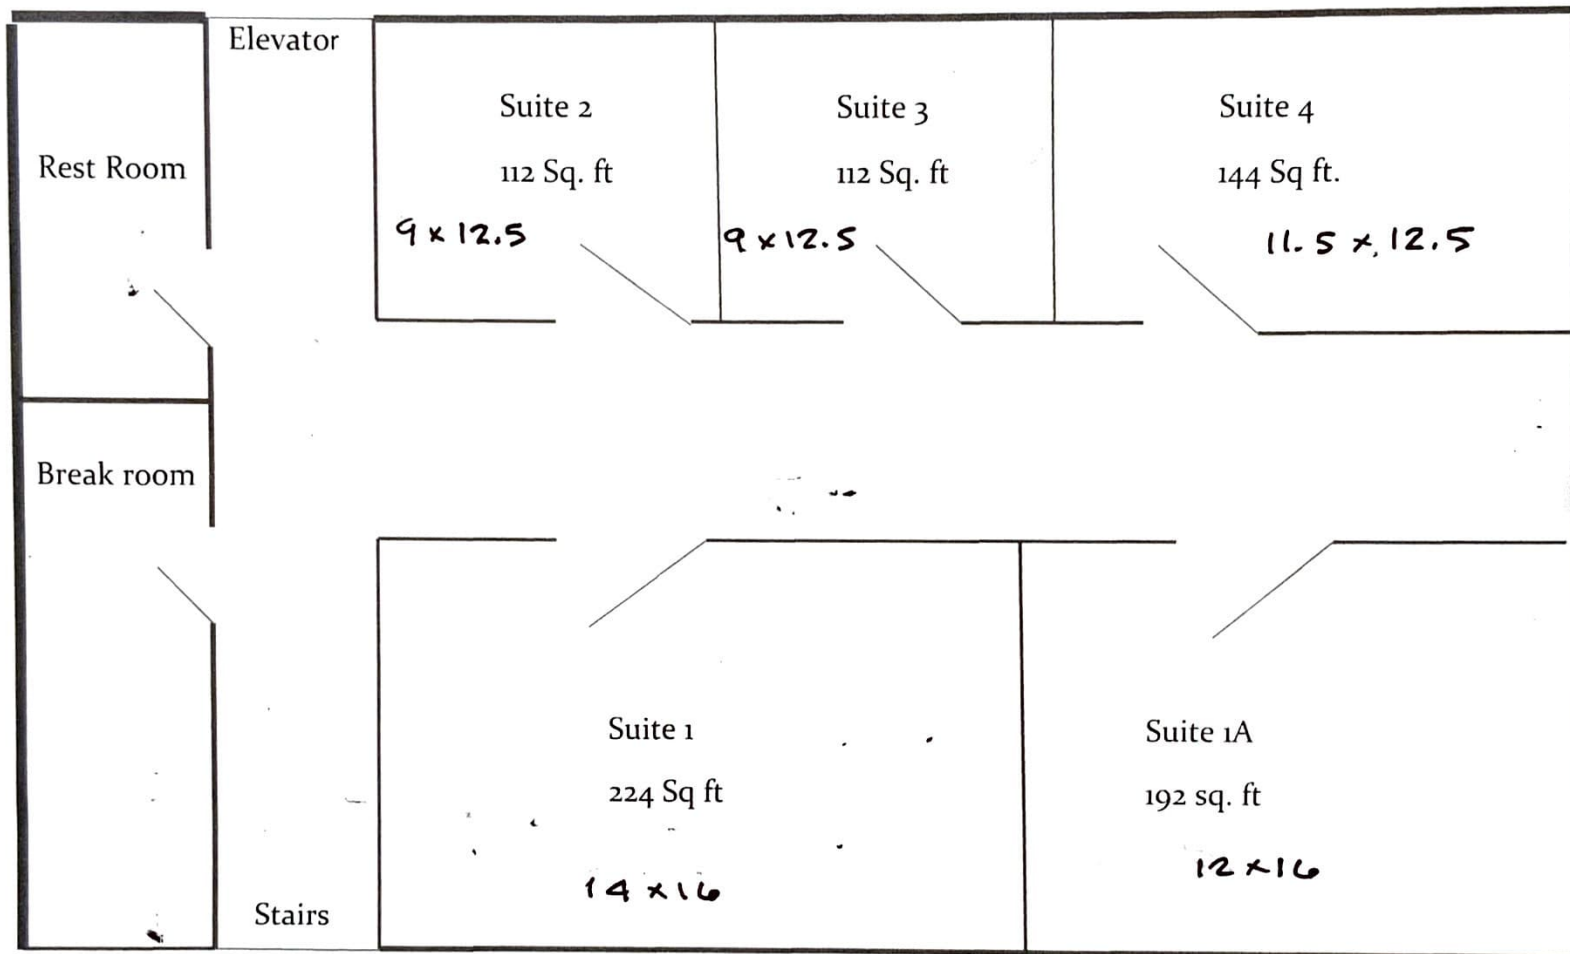 Elevator
Rest Room
Suite 2
112 Sq. ft
9 x 12.5
Suite 3
112 Sq. ft
9 x 12.5
Suite 4
144 Sq ft.
11.5 x 12.5
Break room
Suite 1
224 Sq ft
14 x 16
Suite 1A
192 sq. ft
12 x 16
Stairs